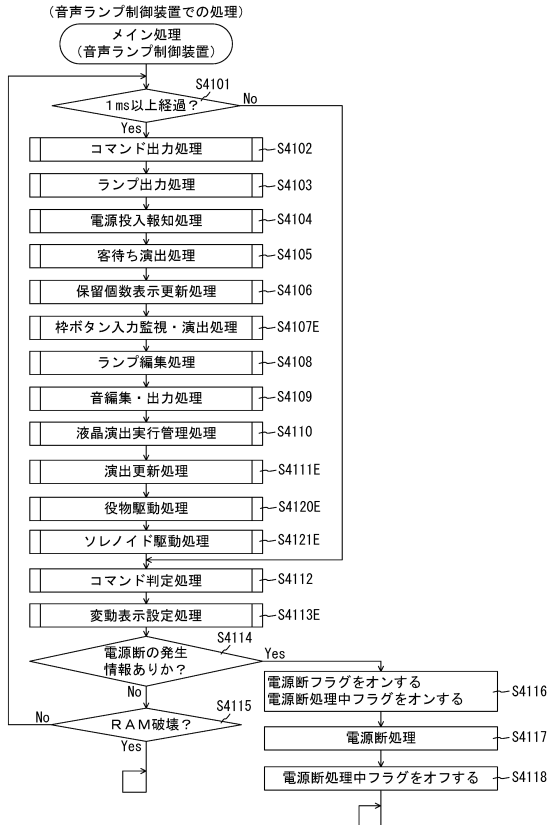 （音声ランプ制御装置での処理）
メイン処理
（音声ランプ制御装置）
S4101
1ms以上経過？
No
Yes
コマンド出力処理
S4102
ランプ出力処理
S4103
電源投入報知処理
S4104
客待ち演出処理
S4105
保留個数表示更新処理
S4106
枠ボタン入力監視・演出処理
S4107E
ランプ編集処理
S4108
音編集・出力処理
S4109
液晶演出実行管理処理
S4110
演出更新処理
S4111E
役物駆動処理
S4120E
ソレノイド駆動処理
S4121E
コマンド判定処理
S4112
変動表示設定処理
S4113E
S4114
電源断の発生
情報ありか？
Yes
No
電源断フラグをオンする
電源断処理中フラグをオンする
S4116
S4115
RAM破壊？
No
Yes
電源断処理
S4117
電源断処理中フラグをオフする
S4118